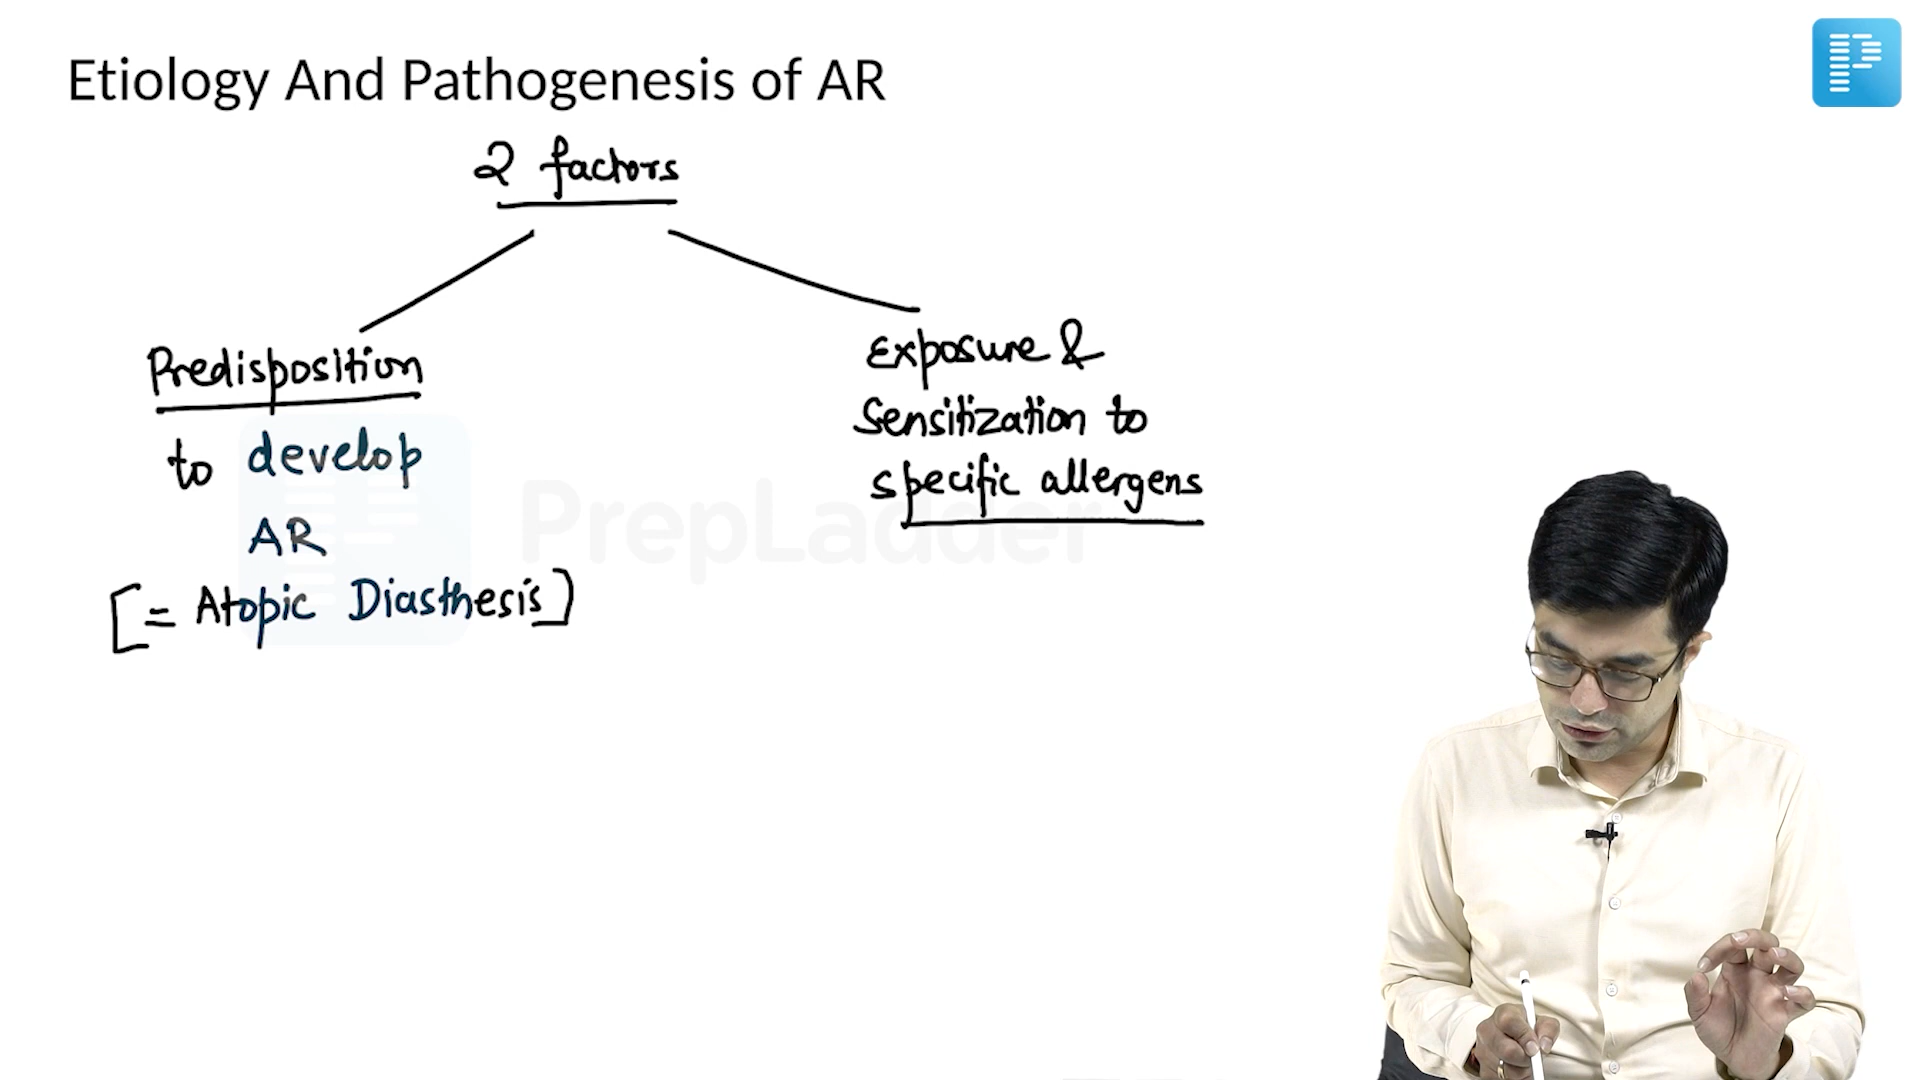 Etiology And Pathogenesis of AR
2 factors
Predisposition
to develop
AR
[= Atopic Diasthesis]
Exposure &
Sensitization to
specific allergens
PrepLadder